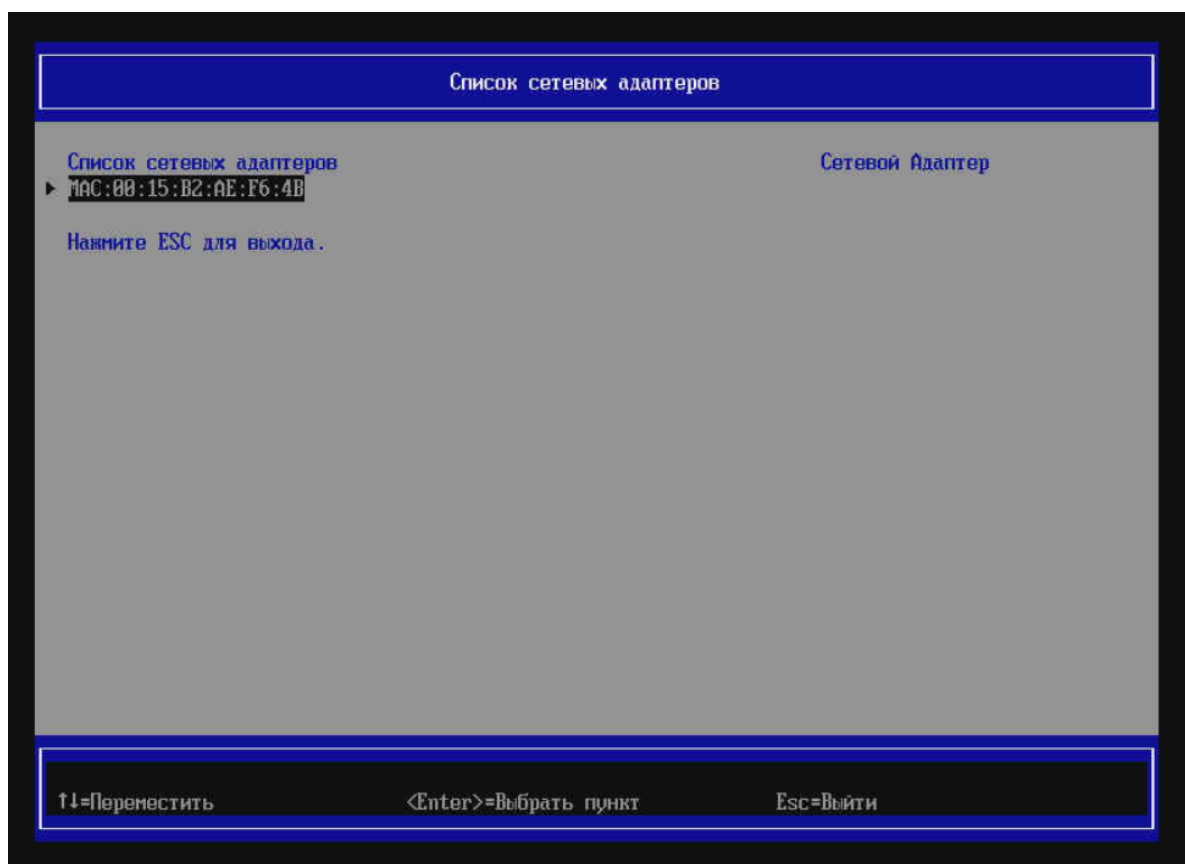 Список сетевых адаптеров
Список сетевых адаптеров
Сетевой Адаптер
MAC:00:15:B2:AE:F6:4B
Нажмите ESC для выхода.
↑↓=Переместить
<Enter>=Выбрать пункт
Esc=Выйти